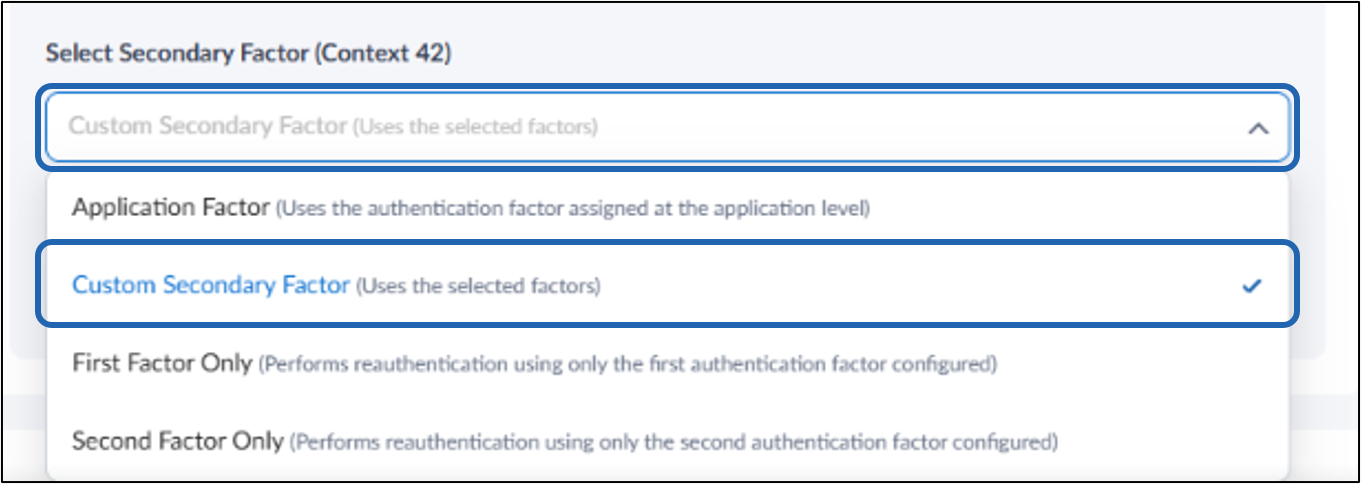 Select Secondary Factor (Context 42)
Custom Secondary Factor (Uses the selected factors)
Application Factor (Uses the authentication factor assigned at the application level)
Custom Secondary Factor (Uses the selected factors)
First Factor Only (Performs reauthentication using only the first authentication factor configured)
Second Factor Only (Performs reauthentication using only the second authentication factor configured)